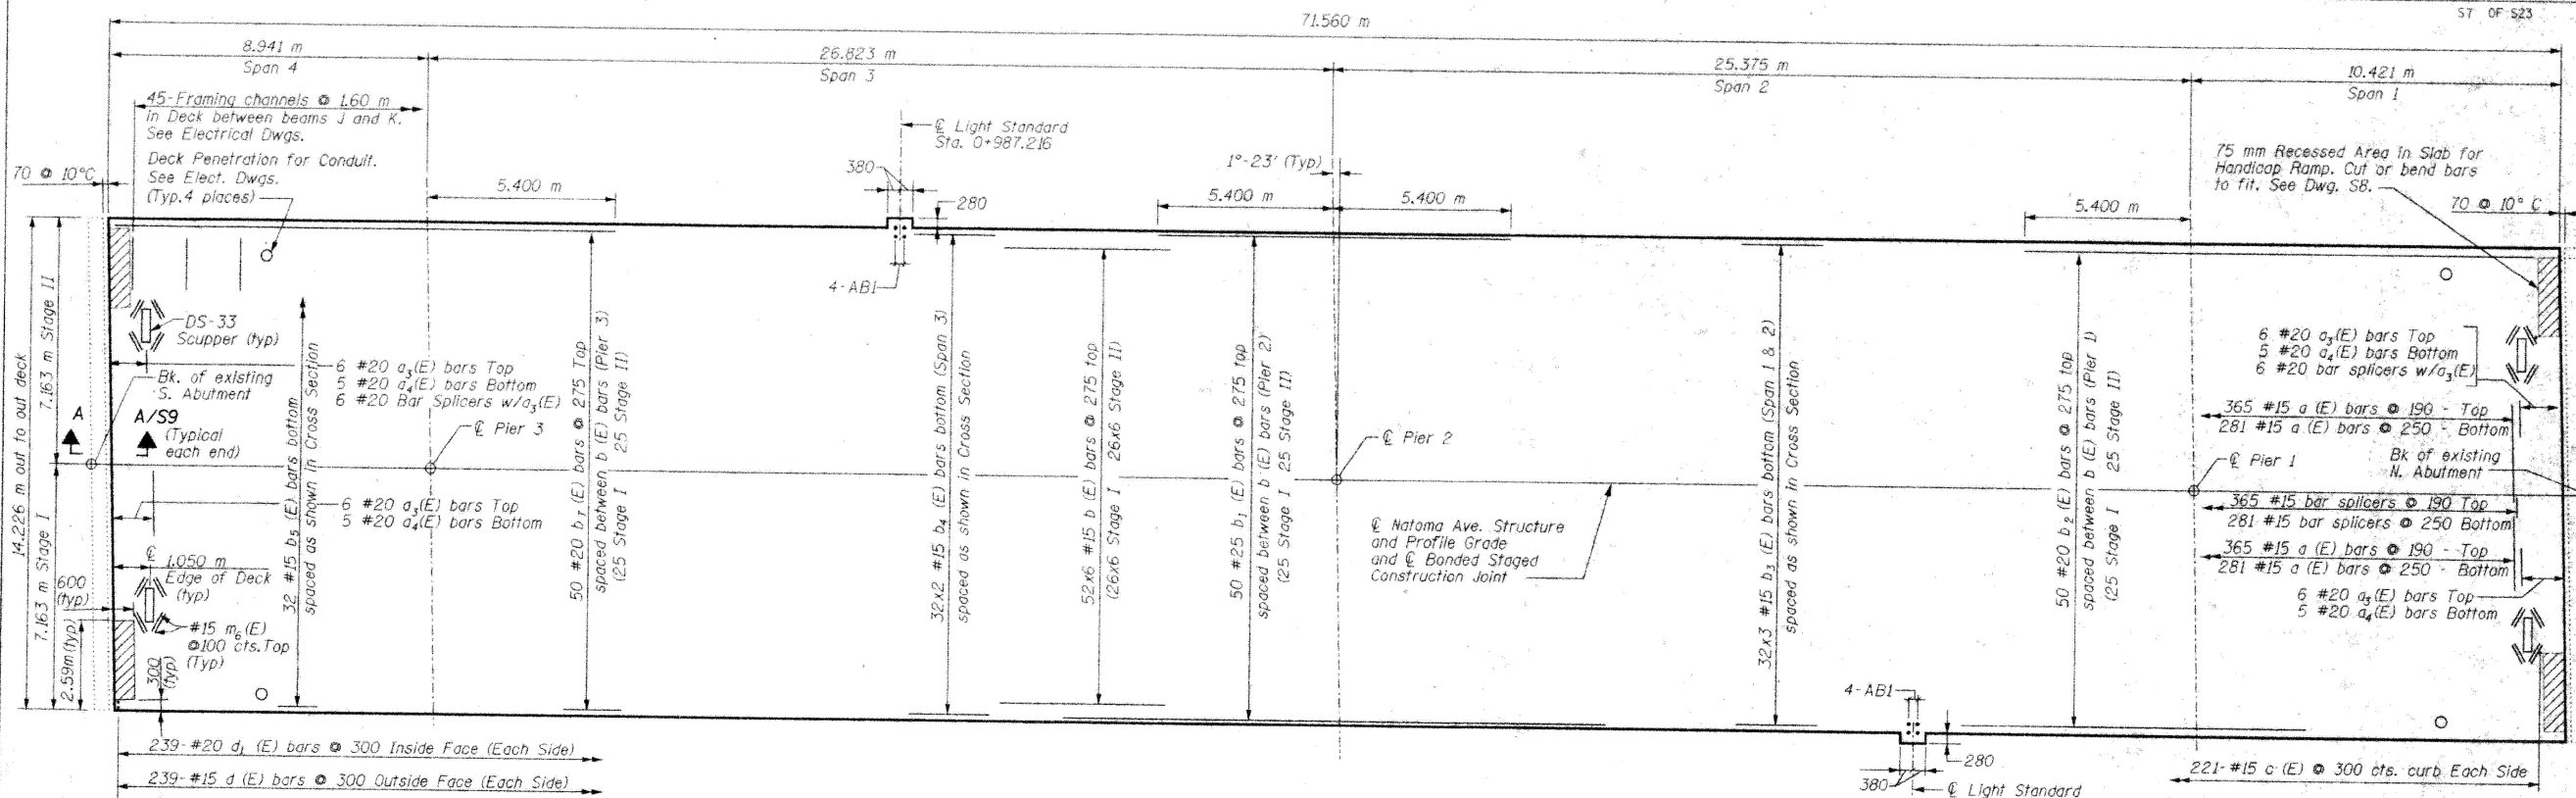 S7 OF S23
71.560 m
8.941 m
Span 4
26.823 m
Span 3
25.375 m
Span 2
10.421 m
Span 1
45-Framing channels @ 1.60 m
in Deck between beams J and K.
See Electrical Dwgs.
Deck Penetration for Conduit.
See Elect. Dwgs.
(Typ.4 places)
70 @ 10°C
5.400 m
℄ Light Standard
Sta. 0+987.216
380
280
4-AB1
1°-23' (Typ)
5.400 m
5.400 m
5.400 m
75 mm Recessed Area in Slab for
Handicap Ramp. Cut or bend bars
to fit. See Dwg. S8.
70 @ 10° C
14.226 m out to out deck
7.163 m Stage II
7.163 m Stage I
DS-33
Scupper (typ)
Bk. of existing
S. Abutment
A
A/S9
(Typical
each end)
6 #20 a3(E) bars Top
5 #20 a4(E) bars Bottom
6 #20 Bar Splicers w/a3(E)
℄ Pier 3
6 #20 a3(E) bars Top
5 #20 a4(E) bars Bottom
℄
1.050 m
Edge of Deck
(typ)
600
(typ)
2.59m (typ)
300
(typ)
#15 m6(E)
@100 cts.Top
(Typ)
32 #15 b5 (E) bars bottom
spaced as shown in Cross Section
50 #20 b7 (E) bars @ 275 Top
spaced between b (E) bars (Pier 3)
(25 Stage I 25 Stage II)
32x2 #15 b4 (E) bars bottom (Span 3)
spaced as shown in Cross Section
52x6 #15 b (E) bars @ 275 top
(26x6 Stage I 26x6 Stage II)
50 #25 b1 (E) bars @ 275 top
spaced between b (E) bars (Pier 2)
(25 Stage I 25 Stage II)
℄ Pier 2
℄ Natoma Ave. Structure
and Profile Grade
and ℄ Bonded Staged
Construction Joint
32x3 #15 b3 (E) bars bottom (Span 1 & 2)
spaced as shown in Cross Section
50 #20 b2 (E) bars @ 275 top
spaced between b (E) bars (Pier 1)
(25 Stage I 25 Stage II)
6 #20 a3(E) bars Top
5 #20 a4(E) bars Bottom
6 #20 bar splicers w/a3(E)
365 #15 a (E) bars @ 190 - Top
281 #15 a (E) bars @ 250 - Bottom
℄ Pier 1
Bk of existing
N. Abutment
365 #15 bar splicers @ 190 Top
281 #15 bar splicers @ 250 Bottom
365 #15 a (E) bars @ 190 - Top
281 #15 a (E) bars @ 250 - Bottom
6 #20 a3(E) bars Top
5 #20 a4(E) bars Bottom
4-AB1
280
380
℄ Light Standard
239-#20 d1 (E) bars @ 300 Inside Face (Each Side)
239-#15 d (E) bars @ 300 Outside Face (Each Side)
221-#15 c (E) @ 300 cts. curb Each Side